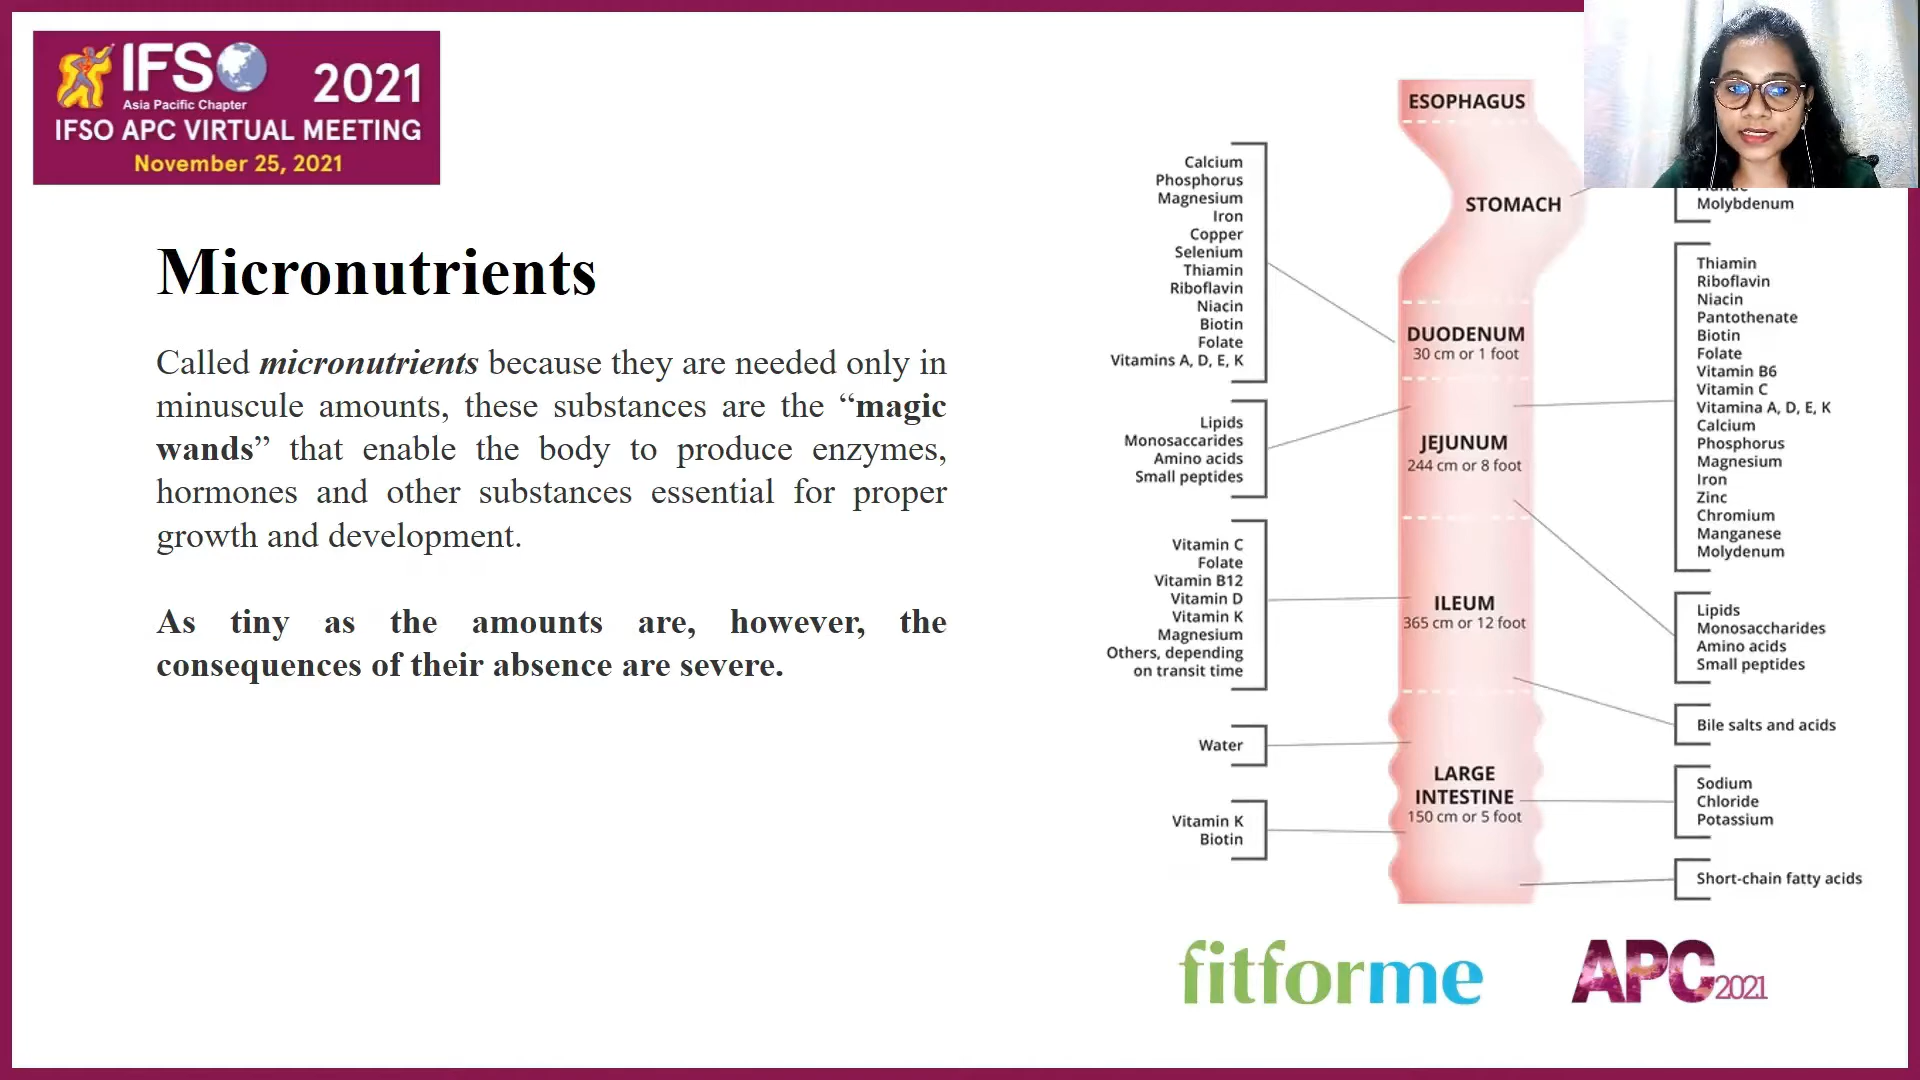 IFSO
Asia Pacific Chapter
2021
IFSO APC VIRTUAL MEETING
November 25, 2021
Micronutrients
Called micronutrients because they are needed only in
minuscule amounts, these substances are the “magic
wands” that enable the body to produce enzymes,
hormones and other substances essential for proper
growth and development.
As tiny as the amounts are, however, the
consequences of their absence are severe.
Calcium
Phosphorus
Magnesium
Iron
Copper
Selenium
Thiamin
Riboflavin
Niacin
Biotin
Folate
Vitamins A, D, E, K
Lipids
Monosaccarides
Amino acids
Small peptides
Vitamin C
Folate
Vitamin B12
Vitamin D
Vitamin K
Magnesium
Others, depending
on transit time
Water
Vitamin K
Biotin
ESOPHAGUS
STOMACH
DUODENUM
30 cm or 1 foot
JEJUNUM
244 cm or 8 foot
ILEUM
365 cm or 12 foot
LARGE
INTESTINE
150 cm or 5 foot
Molybdenum
Thiamin
Riboflavin
Niacin
Pantothenate
Biotin
Folate
Vitamin B6
Vitamin C
Vitamina A, D, E, K
Calcium
Phosphorus
Magnesium
Iron
Zinc
Chromium
Manganese
Molydenum
Lipids
Monosaccharides
Amino acids
Small peptides
Bile salts and acids
Sodium
Chloride
Potassium
Short-chain fatty acids
fitforme
APC 2021